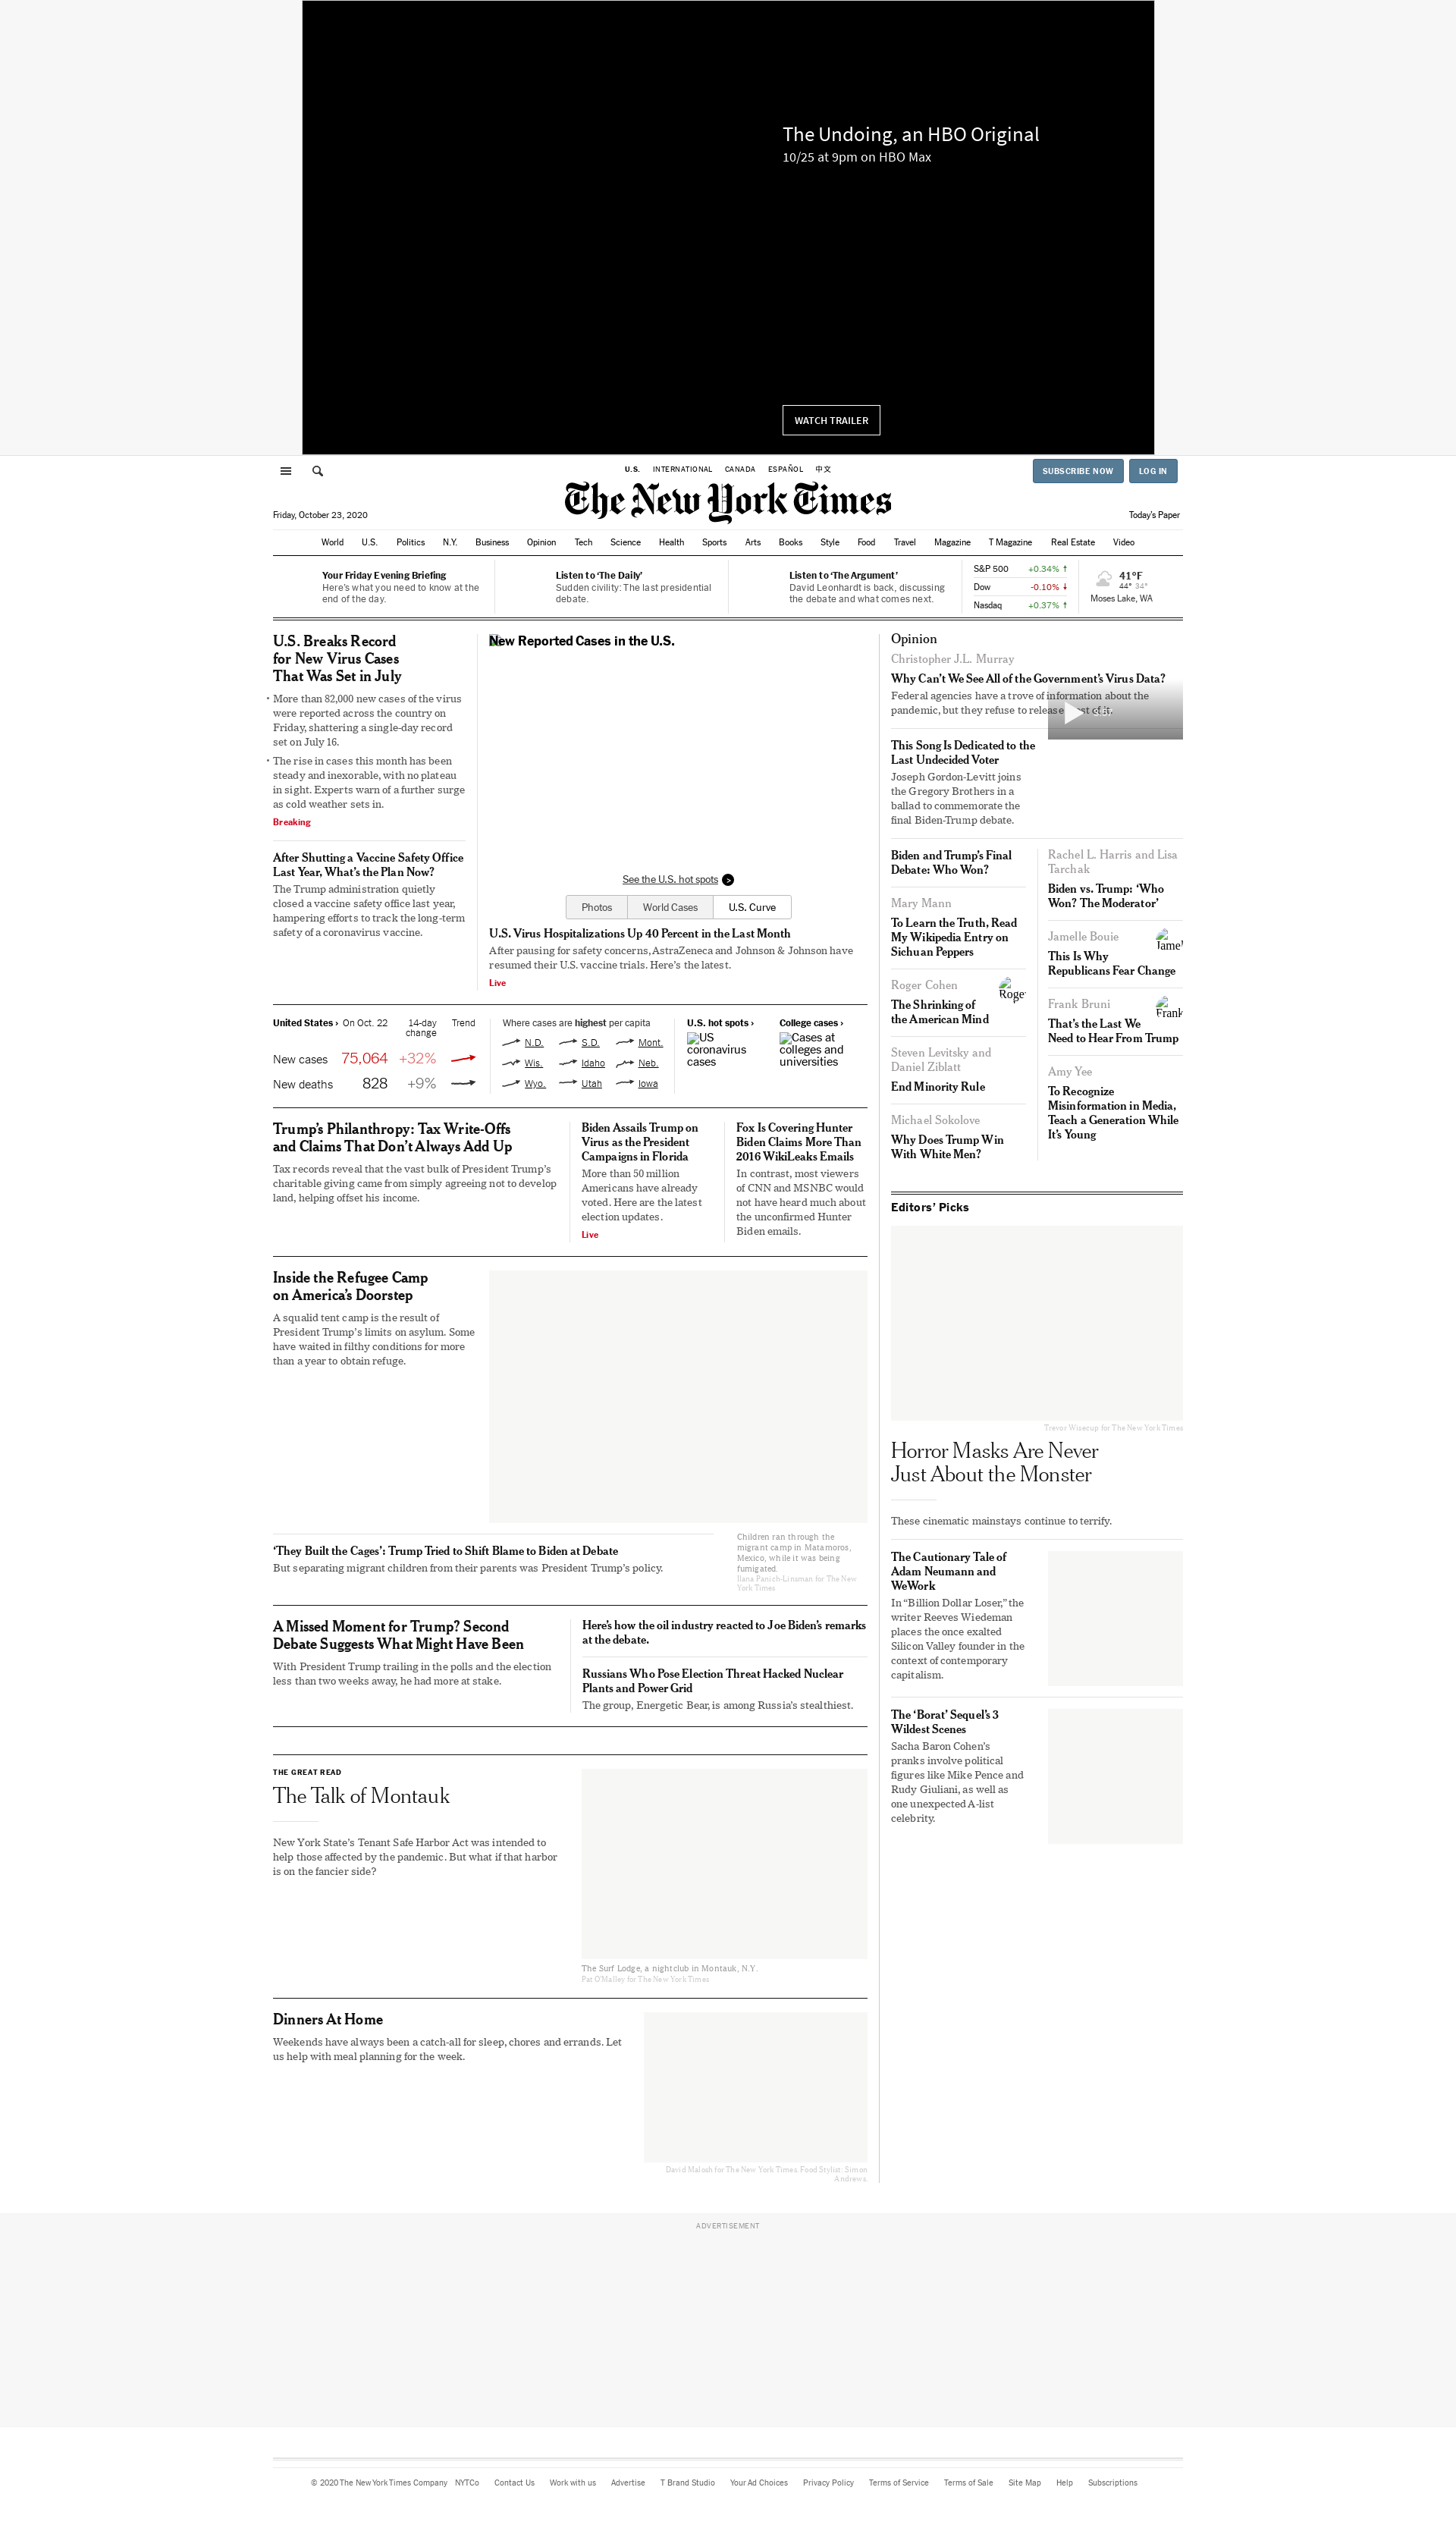 The Undoing, an HBO Original
10/25 at 9pm on HBO Max
WATCH TRAILER
U.S.
INTERNATIONAL
CANADA
ESPAÑOL
中文
SUBSCRIBE NOW
LOG IN
The New York Times
Friday, October 23, 2020
Today's Paper
World
U.S.
Politics
N.Y.
Business
Opinion
Tech
Science
Health
Sports
Arts
Books
Style
Food
Travel
Magazine
T Magazine
Real Estate
Video
Your Friday Evening Briefing
Here's what you need to know at the
end of the day.
Listen to 'The Daily'
Sudden civility: The last presidential
debate.
Listen to 'The Argument'
David Leonhardt is back, discussing
the debate and what comes next.
S&P 500 +0.34% ↑
Dow -0.10% ↓
Nasdaq +0.37% ↑
41°F
44° 34°
Moses Lake, WA
U.S. Breaks Record
for New Virus Cases
That Was Set in July
• More than 82,000 new cases of the virus
were reported across the country on
Friday, shattering a single-day record
set on July 16.
• The rise in cases this month has been
steady and inexorable, with no plateau
in sight. Experts warn of a further surge
as cold weather sets in.
Breaking
After Shutting a Vaccine Safety Office
Last Year, What's the Plan Now?
The Trump administration quietly
closed a vaccine safety office last year,
hampering efforts to track the long-term
safety of a coronavirus vaccine.
New Reported Cases in the U.S.
See the U.S. hot spots >
Photos
World Cases
U.S. Curve
U.S. Virus Hospitalizations Up 40 Percent in the Last Month
After pausing for safety concerns, AstraZeneca and Johnson & Johnson have
resumed their U.S. vaccine trials. Here's the latest.
Live
United States › On Oct. 22 14-day Trend
change
New cases 75,064 +32%
New deaths 828 +9%
Where cases are highest per capita
N.D. S.D. Mont.
Wis. Idaho Neb.
Wyo. Utah Iowa
U.S. hot spots ›
US
coronavirus
cases
College cases ›
Cases at
colleges and
universities
Trump's Philanthropy: Tax Write-Offs
and Claims That Don't Always Add Up
Tax records reveal that the vast bulk of President Trump's
charitable giving came from simply agreeing not to develop
land, helping offset his income.
Biden Assails Trump on
Virus as the President
Campaigns in Florida
More than 50 million
Americans have already
voted. Here are the latest
election updates.
Live
Fox Is Covering Hunter
Biden Claims More Than
2016 WikiLeaks Emails
In contrast, most viewers
of CNN and MSNBC would
not have heard much about
the unconfirmed Hunter
Biden emails.
Inside the Refugee Camp
on America's Doorstep
A squalid tent camp is the result of
President Trump's limits on asylum. Some
have waited in filthy conditions for more
than a year to obtain refuge.
'They Built the Cages': Trump Tried to Shift Blame to Biden at Debate
But separating migrant children from their parents was President Trump's policy.
Children ran through the
migrant camp in Matamoros,
Mexico, while it was being
fumigated.
Ilana Panich-Linsman for The New
York Times
A Missed Moment for Trump? Second
Debate Suggests What Might Have Been
With President Trump trailing in the polls and the election
less than two weeks away, he had more at stake.
Here's how the oil industry reacted to Joe Biden's remarks
at the debate.
Russians Who Pose Election Threat Hacked Nuclear
Plants and Power Grid
The group, Energetic Bear, is among Russia's stealthiest.
THE GREAT READ
The Talk of Montauk
New York State's Tenant Safe Harbor Act was intended to
help those affected by the pandemic. But what if that harbor
is on the fancier side?
The Surf Lodge, a nightclub in Montauk, N.Y.
Pat O'Malley for The New York Times
Dinners At Home
Weekends have always been a catch-all for sleep, chores and errands. Let
us help with meal planning for the week.
David Malosh for The New York Times. Food Stylist: Simon
Andrews.
Opinion
Christopher J.L. Murray
Why Can't We See All of the Government's Virus Data?
Federal agencies have a trove of information about the
pandemic, but they refuse to release most of it.
This Song Is Dedicated to the
Last Undecided Voter
Joseph Gordon-Levitt joins
the Gregory Brothers in a
ballad to commemorate the
final Biden-Trump debate.
Biden and Trump's Final
Debate: Who Won?
Mary Mann
To Learn the Truth, Read
My Wikipedia Entry on
Sichuan Peppers
Roger Cohen
Roger
The Shrinking of
the American Mind
Steven Levitsky and
Daniel Ziblatt
End Minority Rule
Michael Sokolove
Why Does Trump Win
With White Men?
Rachel L. Harris and Lisa
Tarchak
Biden vs. Trump: 'Who
Won? The Moderator'
Jamelle Bouie
This Is Why
Republicans Fear Change
Frank Bruni
Frank
That's the Last We
Need to Hear From Trump
Amy Yee
To Recognize
Misinformation in Media,
Teach a Generation While
It's Young
Editors' Picks
Trevor Wisecup for The New York Times
Horror Masks Are Never
Just About the Monster
These cinematic mainstays continue to terrify.
The Cautionary Tale of
Adam Neumann and
WeWork
In "Billion Dollar Loser," the
writer Reeves Wiedeman
places the once exalted
Silicon Valley founder in the
context of contemporary
capitalism.
The 'Borat' Sequel's 3
Wildest Scenes
Sacha Baron Cohen's
pranks involve political
figures like Mike Pence and
Rudy Giuliani, as well as
one unexpected A-list
celebrity.
ADVERTISEMENT
© 2020 The New York Times Company
NYTCo
Contact Us
Work with us
Advertise
T Brand Studio
Your Ad Choices
Privacy Policy
Terms of Service
Terms of Sale
Site Map
Help
Subscriptions